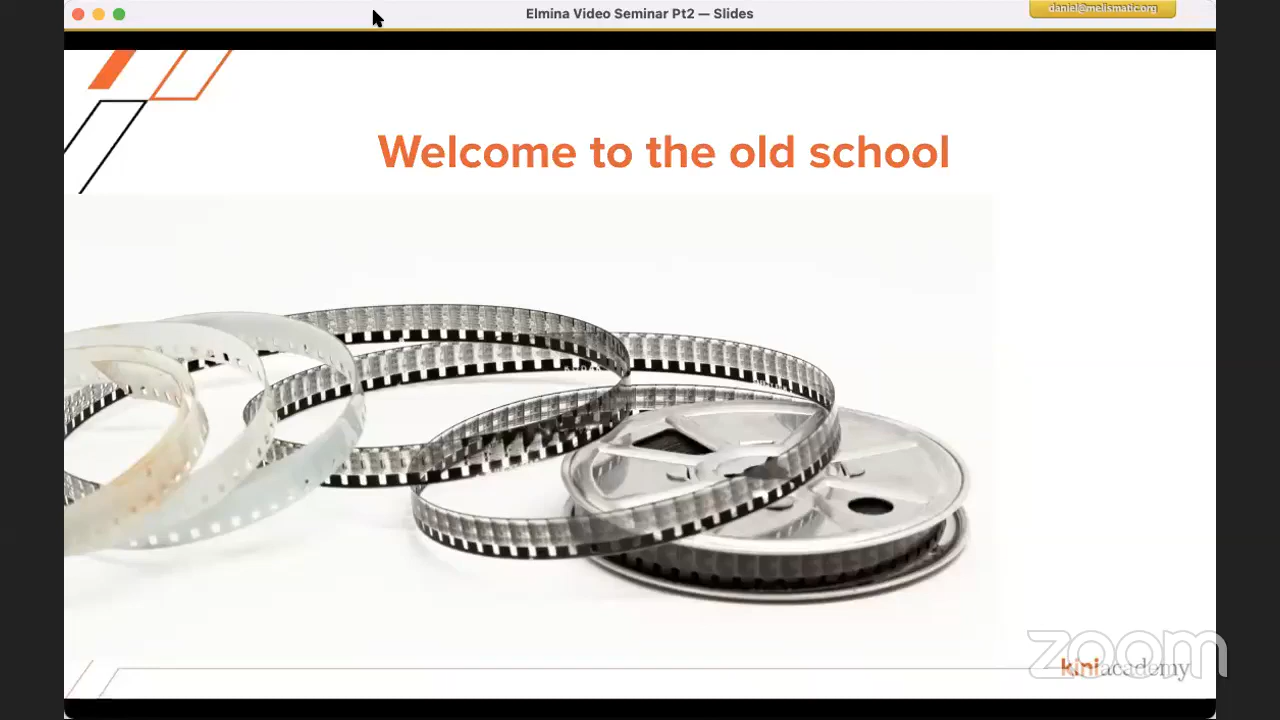 Elmina Video Seminar Pt2 — Slides
daniel@melismatic.org
Welcome to the old school
zoom
kiniacademy